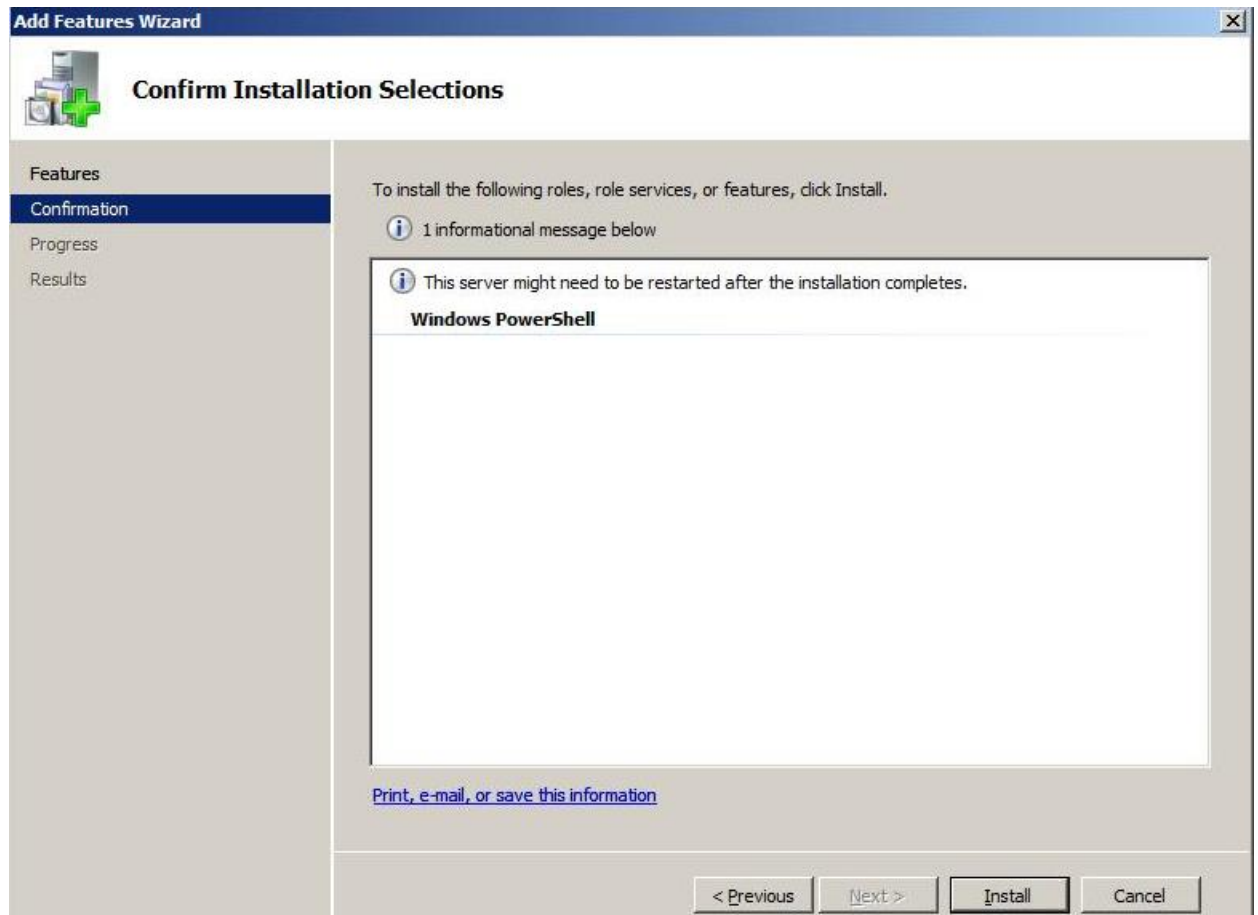 Add Features Wizard
Confirm Installation Selections
Features
Confirmation
Progress
Results
To install the following roles, role services, or features, click Install.
1 informational message below
This server might need to be restarted after the installation completes.
Windows PowerShell
Print, e-mail, or save this information
< Previous
Next >
Install
Cancel